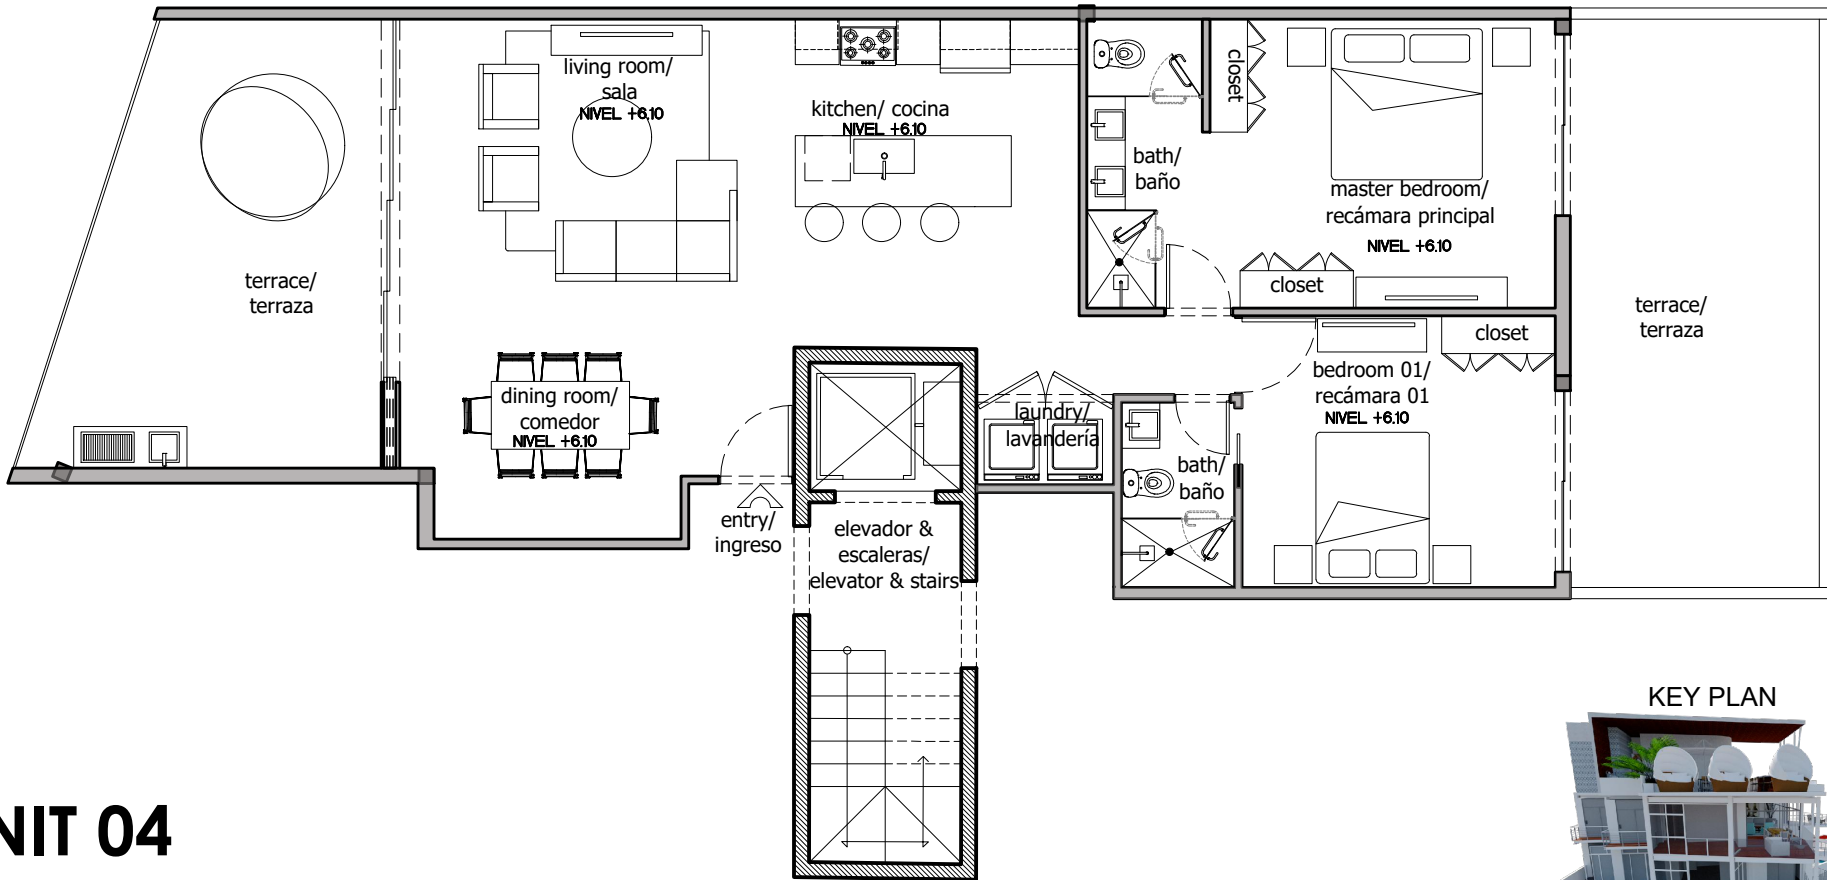 living room/
sala
NIVEL +6.10
kitchen/ cocina
NIVEL +6.10
closet
bath/
baño
master bedroom/
recámara principal
NIVEL +6.10
closet
terrace/
terraza
terrace/
terraza
closet
bedroom 01/
recámara 01
NIVEL +6.10
dining room/
comedor
NIVEL +6.10
laundry/
lavandería
bath/
baño
entry/
ingreso
elevador &
escaleras/
elevator & stairs
KEY PLAN
NIT 04